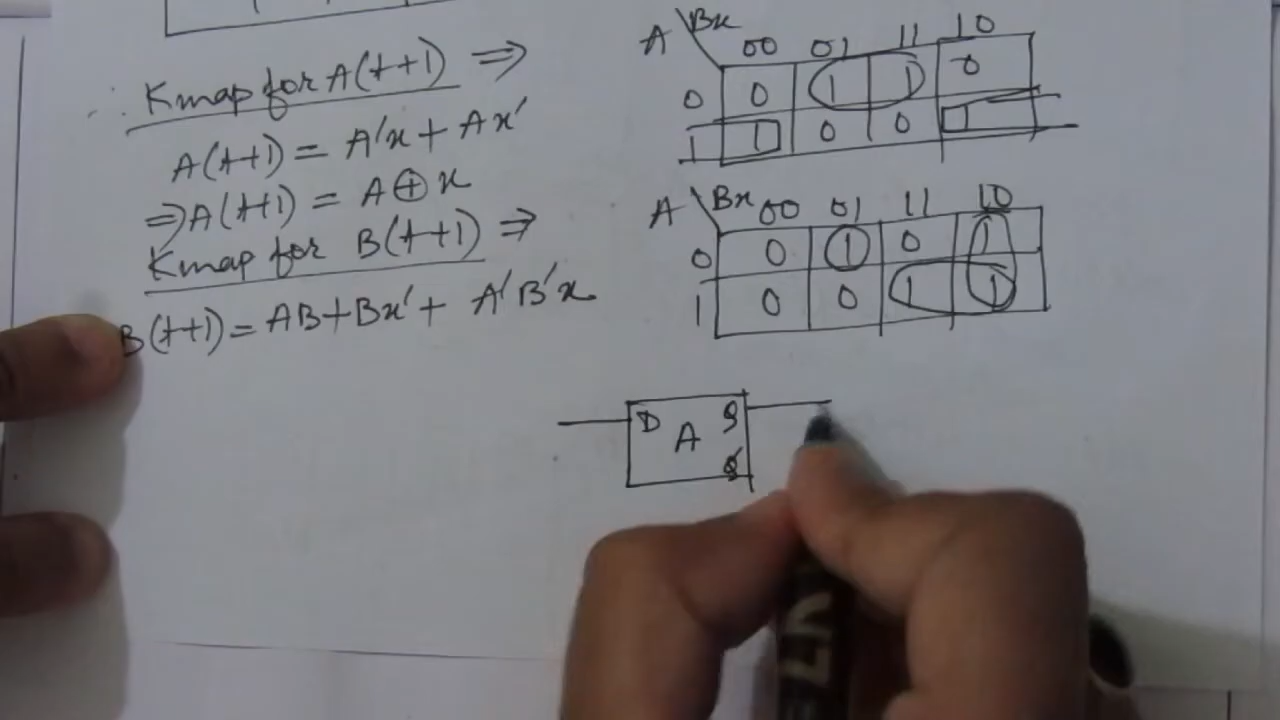 Kmap for A(t+1) ⇒
A(t+1) = A'x + Ax'
⇒A(t+1) = A⊕x
Kmap for B(t+1) ⇒
B(t+1) = AB+Bx'+ A'B'x
A \ Bx
00 01 11 10
0 0 1 1 0
1 1 0 0 1
A \ Bx
00 01 11 10
0 0 1 0 1
1 0 0 1 1
D A Q
Q'